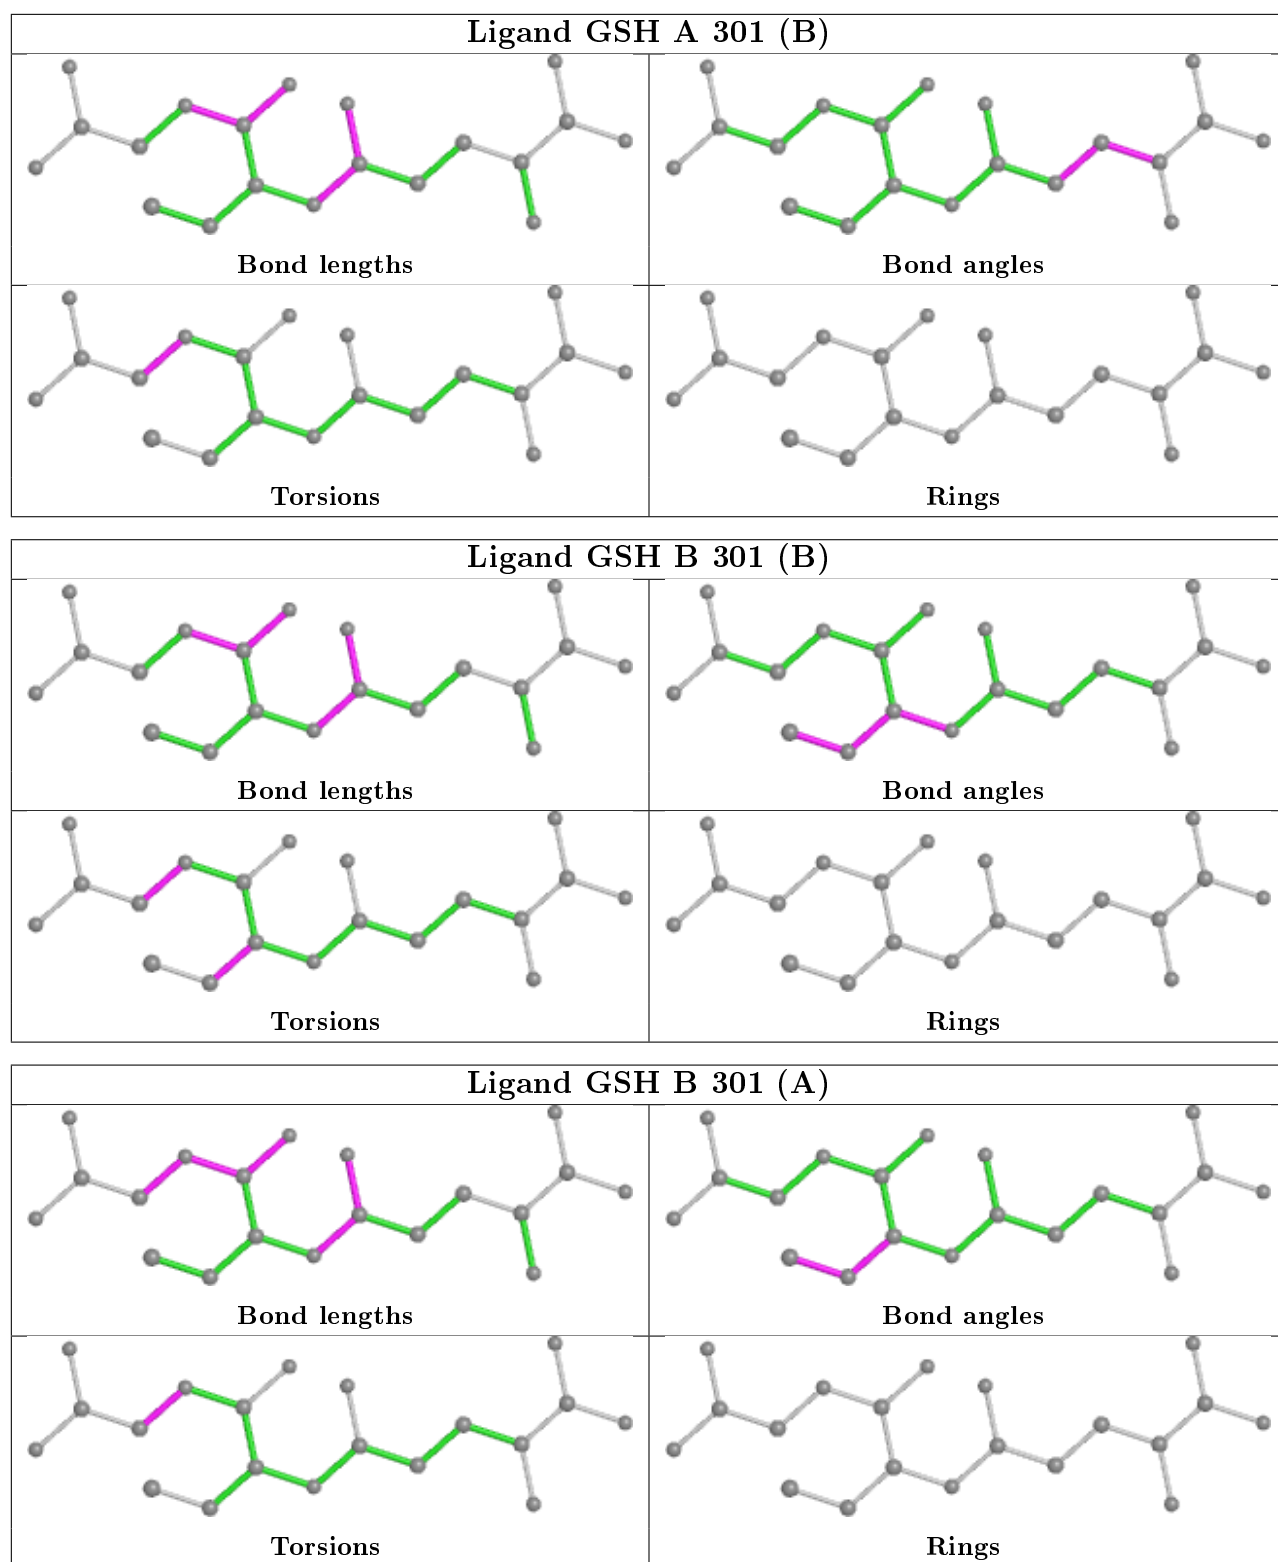 Ligand GSH A 301 (B)
Bond lengths
Bond angles
Torsions
Rings
Ligand GSH B 301 (B)
Bond lengths
Bond angles
Torsions
Rings
Ligand GSH B 301 (A)
Bond lengths
Bond angles
Torsions
Rings